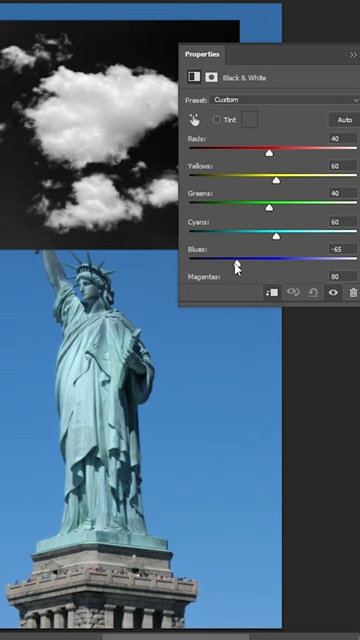 Properties
Black & White
Preset: Custom
Tint Auto
Reds: 40
Yellows: 60
Greens: 40
Cyans: 60
Blues: -65
Magentas: 80